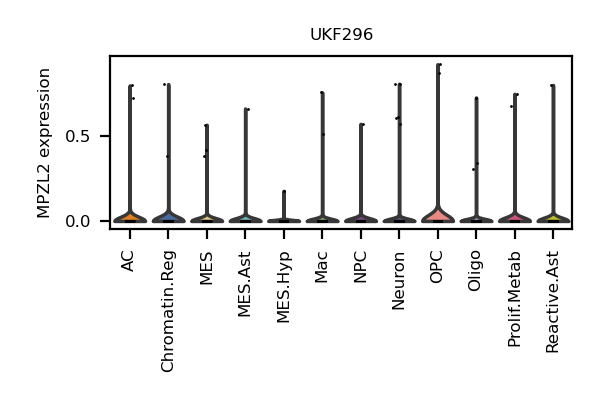 UKF296
MPZL2 expression
0.5
0.0
AC
Chromatin.Reg
MES
MES.Ast
MES.Hyp
Mac
NPC
Neuron
OPC
Oligo
Prolif.Metab
Reactive.Ast